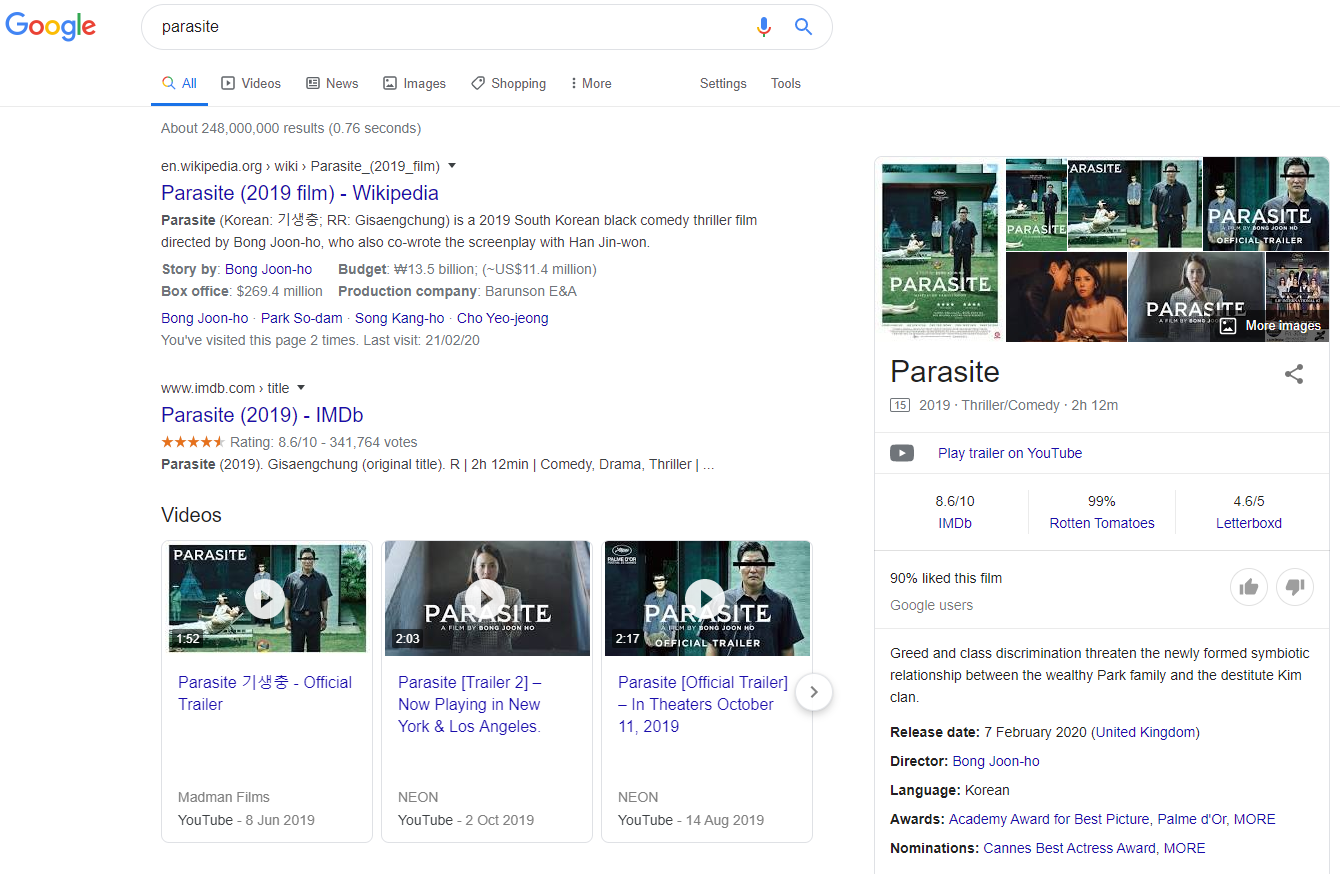 Google
parasite
All Videos News Images Shopping More Settings Tools
About 248,000,000 results (0.76 seconds)
en.wikipedia.org › wiki › Parasite_(2019_film)
Parasite (2019 film) - Wikipedia
Parasite (Korean: 기생충; RR: Gisaengchung) is a 2019 South Korean black comedy thriller film
directed by Bong Joon-ho, who also co-wrote the screenplay with Han Jin-won.
Story by: Bong Joon-ho Budget: ₩13.5 billion; (~US$11.4 million)
Box office: $269.4 million Production company: Barunson E&A
Bong Joon-ho · Park So-dam · Song Kang-ho · Cho Yeo-jeong
You've visited this page 2 times. Last visit: 21/02/20
www.imdb.com › title
Parasite (2019) - IMDb
Rating: 8.6/10 - 341,764 votes
Parasite (2019). Gisaengchung (original title). R | 2h 12min | Comedy, Drama, Thriller | ...
Videos
PARASITE
1:52
Parasite 기생충 - Official
Trailer
Madman Films
YouTube - 8 Jun 2019
PARASITE
A FILM BY BONG JOON HO
2:03
Parasite [Trailer 2] –
Now Playing in New
York & Los Angeles.
NEON
YouTube - 2 Oct 2019
PALME D'OR
PARASITE
A FILM BY BONG JOON HO
2:17
OFFICIAL TRAILER
Parasite [Official Trailer]
– In Theaters October
11, 2019
NEON
YouTube - 14 Aug 2019
PARASITE
PARASITE
PARASITE
PARASITE
A FILM BY BONG JOON HO
OFFICIAL TRAILER
PARASITE
A FILM BY BONG JOON HO
More images
Parasite
15 2019 · Thriller/Comedy · 2h 12m
Play trailer on YouTube
8.6/10 99% 4.6/5
IMDb Rotten Tomatoes Letterboxd
90% liked this film
Google users
Greed and class discrimination threaten the newly formed symbiotic
relationship between the wealthy Park family and the destitute Kim
clan.
Release date: 7 February 2020 (United Kingdom)
Director: Bong Joon-ho
Language: Korean
Awards: Academy Award for Best Picture, Palme d'Or, MORE
Nominations: Cannes Best Actress Award, MORE